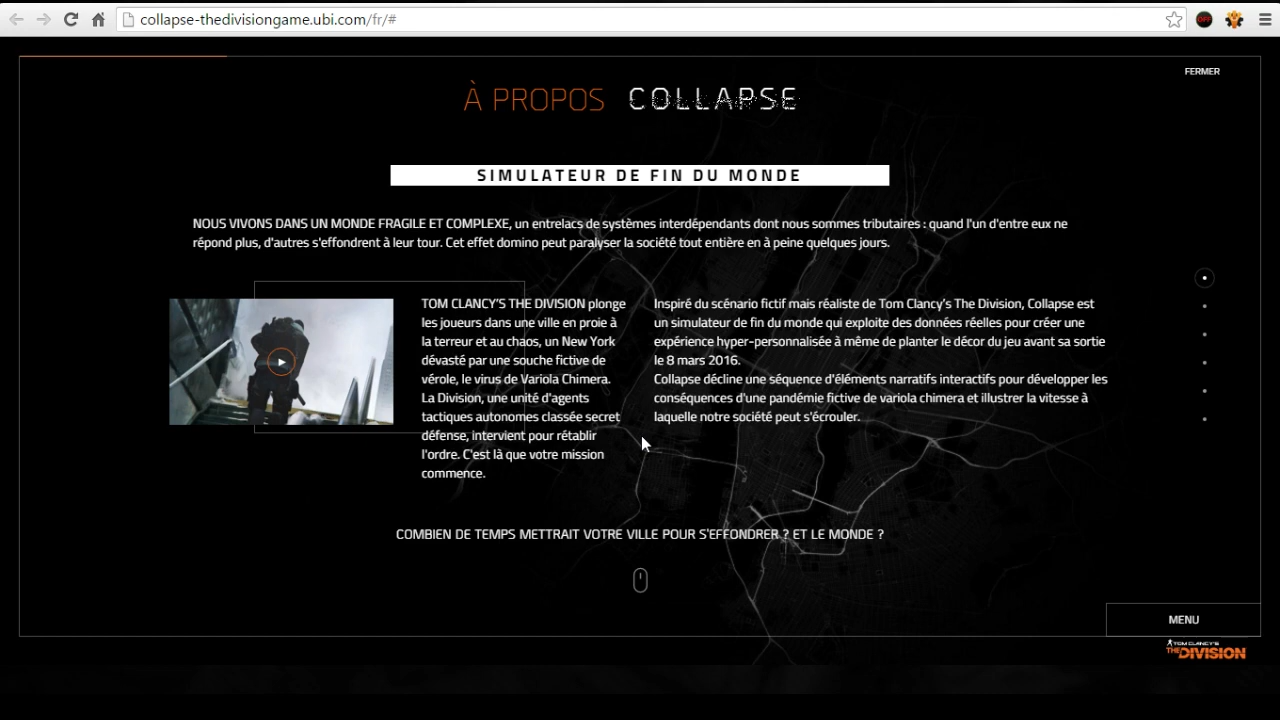 collapse-thedivisiongame.ubi.com/fr/#
OFF
FERMER
À PROPOS COLLAPSE
SIMULATEUR DE FIN DU MONDE
NOUS VIVONS DANS UN MONDE FRAGILE ET COMPLEXE, un entrelacs de systèmes interdépendants dont nous sommes tributaires : quand l'un d'entre eux ne
répond plus, d'autres s'effondrent à leur tour. Cet effet domino peut paralyser la société tout entière en à peine quelques jours.
TOM CLANCY'S THE DIVISION plonge
les joueurs dans une ville en proie à
la terreur et au chaos, un New York
dévasté par une souche fictive de
vérole, le virus de Variola Chimera.
La Division, une unité d'agents
tactiques autonomes classée secret
défense, intervient pour rétablir
l'ordre. C'est là que votre mission
commence.
Inspiré du scénario fictif mais réaliste de Tom Clancy's The Division, Collapse est
un simulateur de fin du monde qui exploite des données réelles pour créer une
expérience hyper-personnalisée à même de planter le décor du jeu avant sa sortie
le 8 mars 2016.
Collapse décline une séquence d'éléments narratifs interactifs pour développer les
conséquences d'une pandémie fictive de variola chimera et illustrer la vitesse à
laquelle notre société peut s'écrouler.
COMBIEN DE TEMPS METTRAIT VOTRE VILLE POUR S'EFFONDRER ? ET LE MONDE ?
MENU
TOM CLANCY'S
THE DIVISION